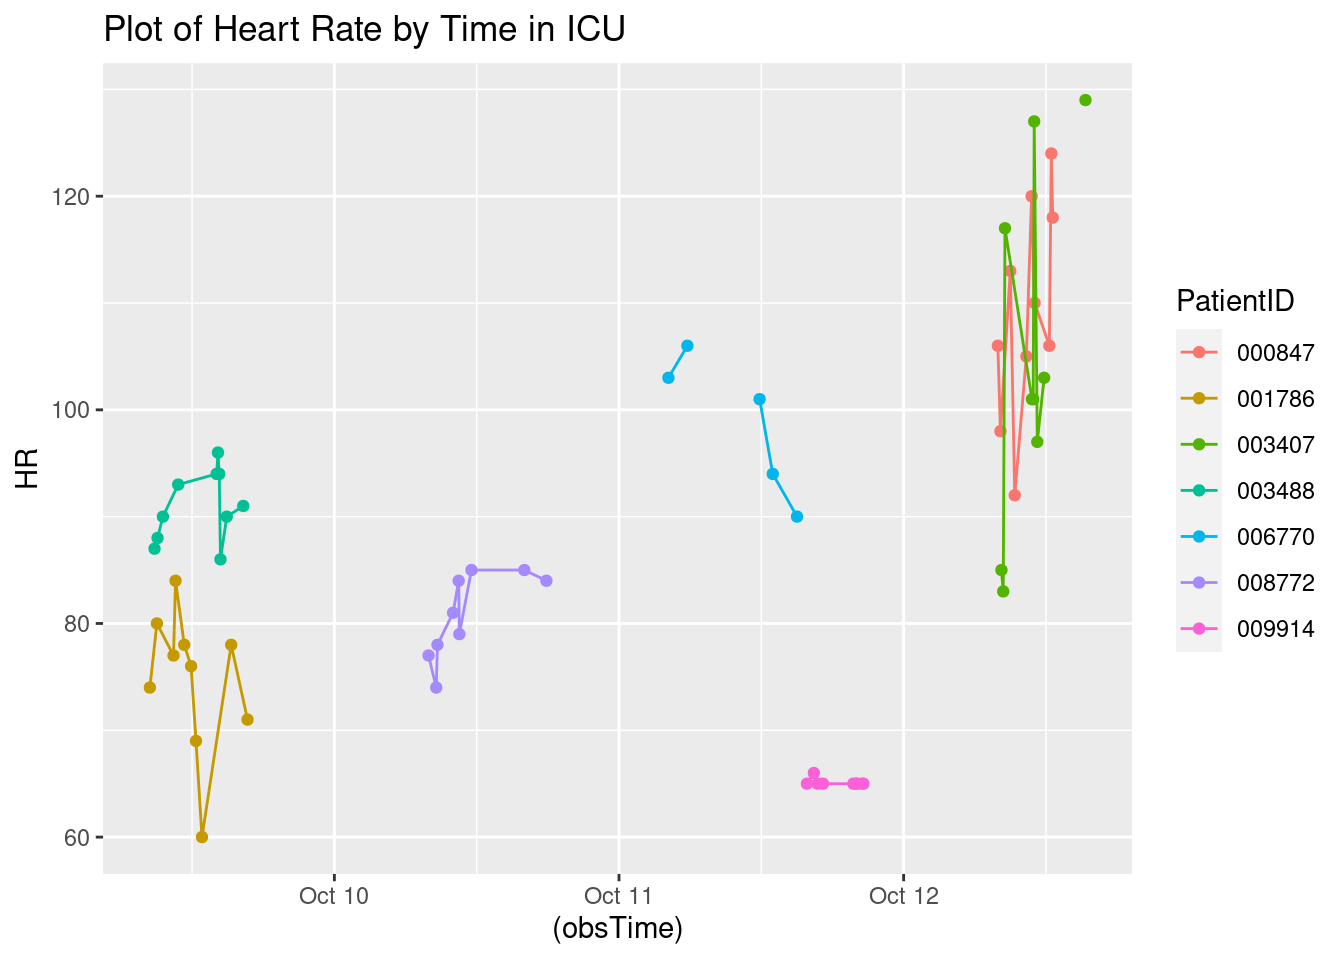 Plot of Heart Rate by Time in ICU
HR
120
100
80
60
Oct 10
Oct 11
Oct 12
(obsTime)
PatientID
000847
001786
003407
003488
006770
008772
009914